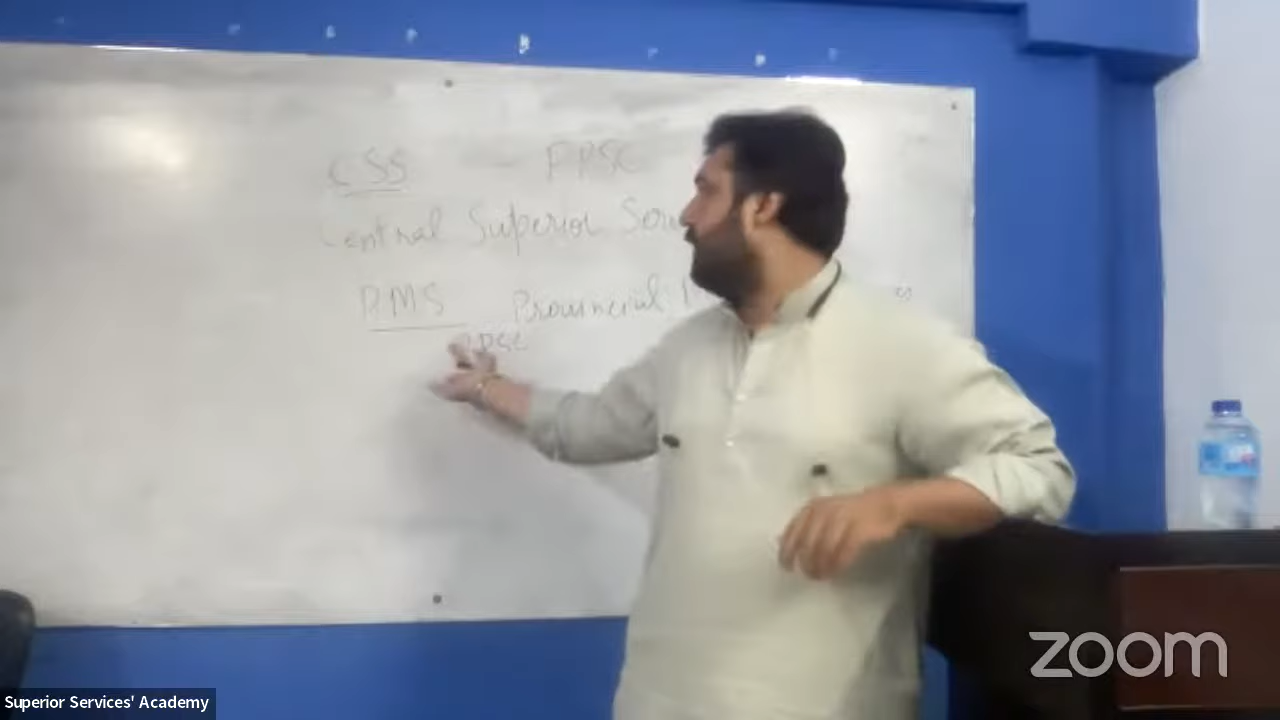 CSS - FPSC
Central Superior
PMS Provincial
PPSC
zoom
Superior Services' Academy